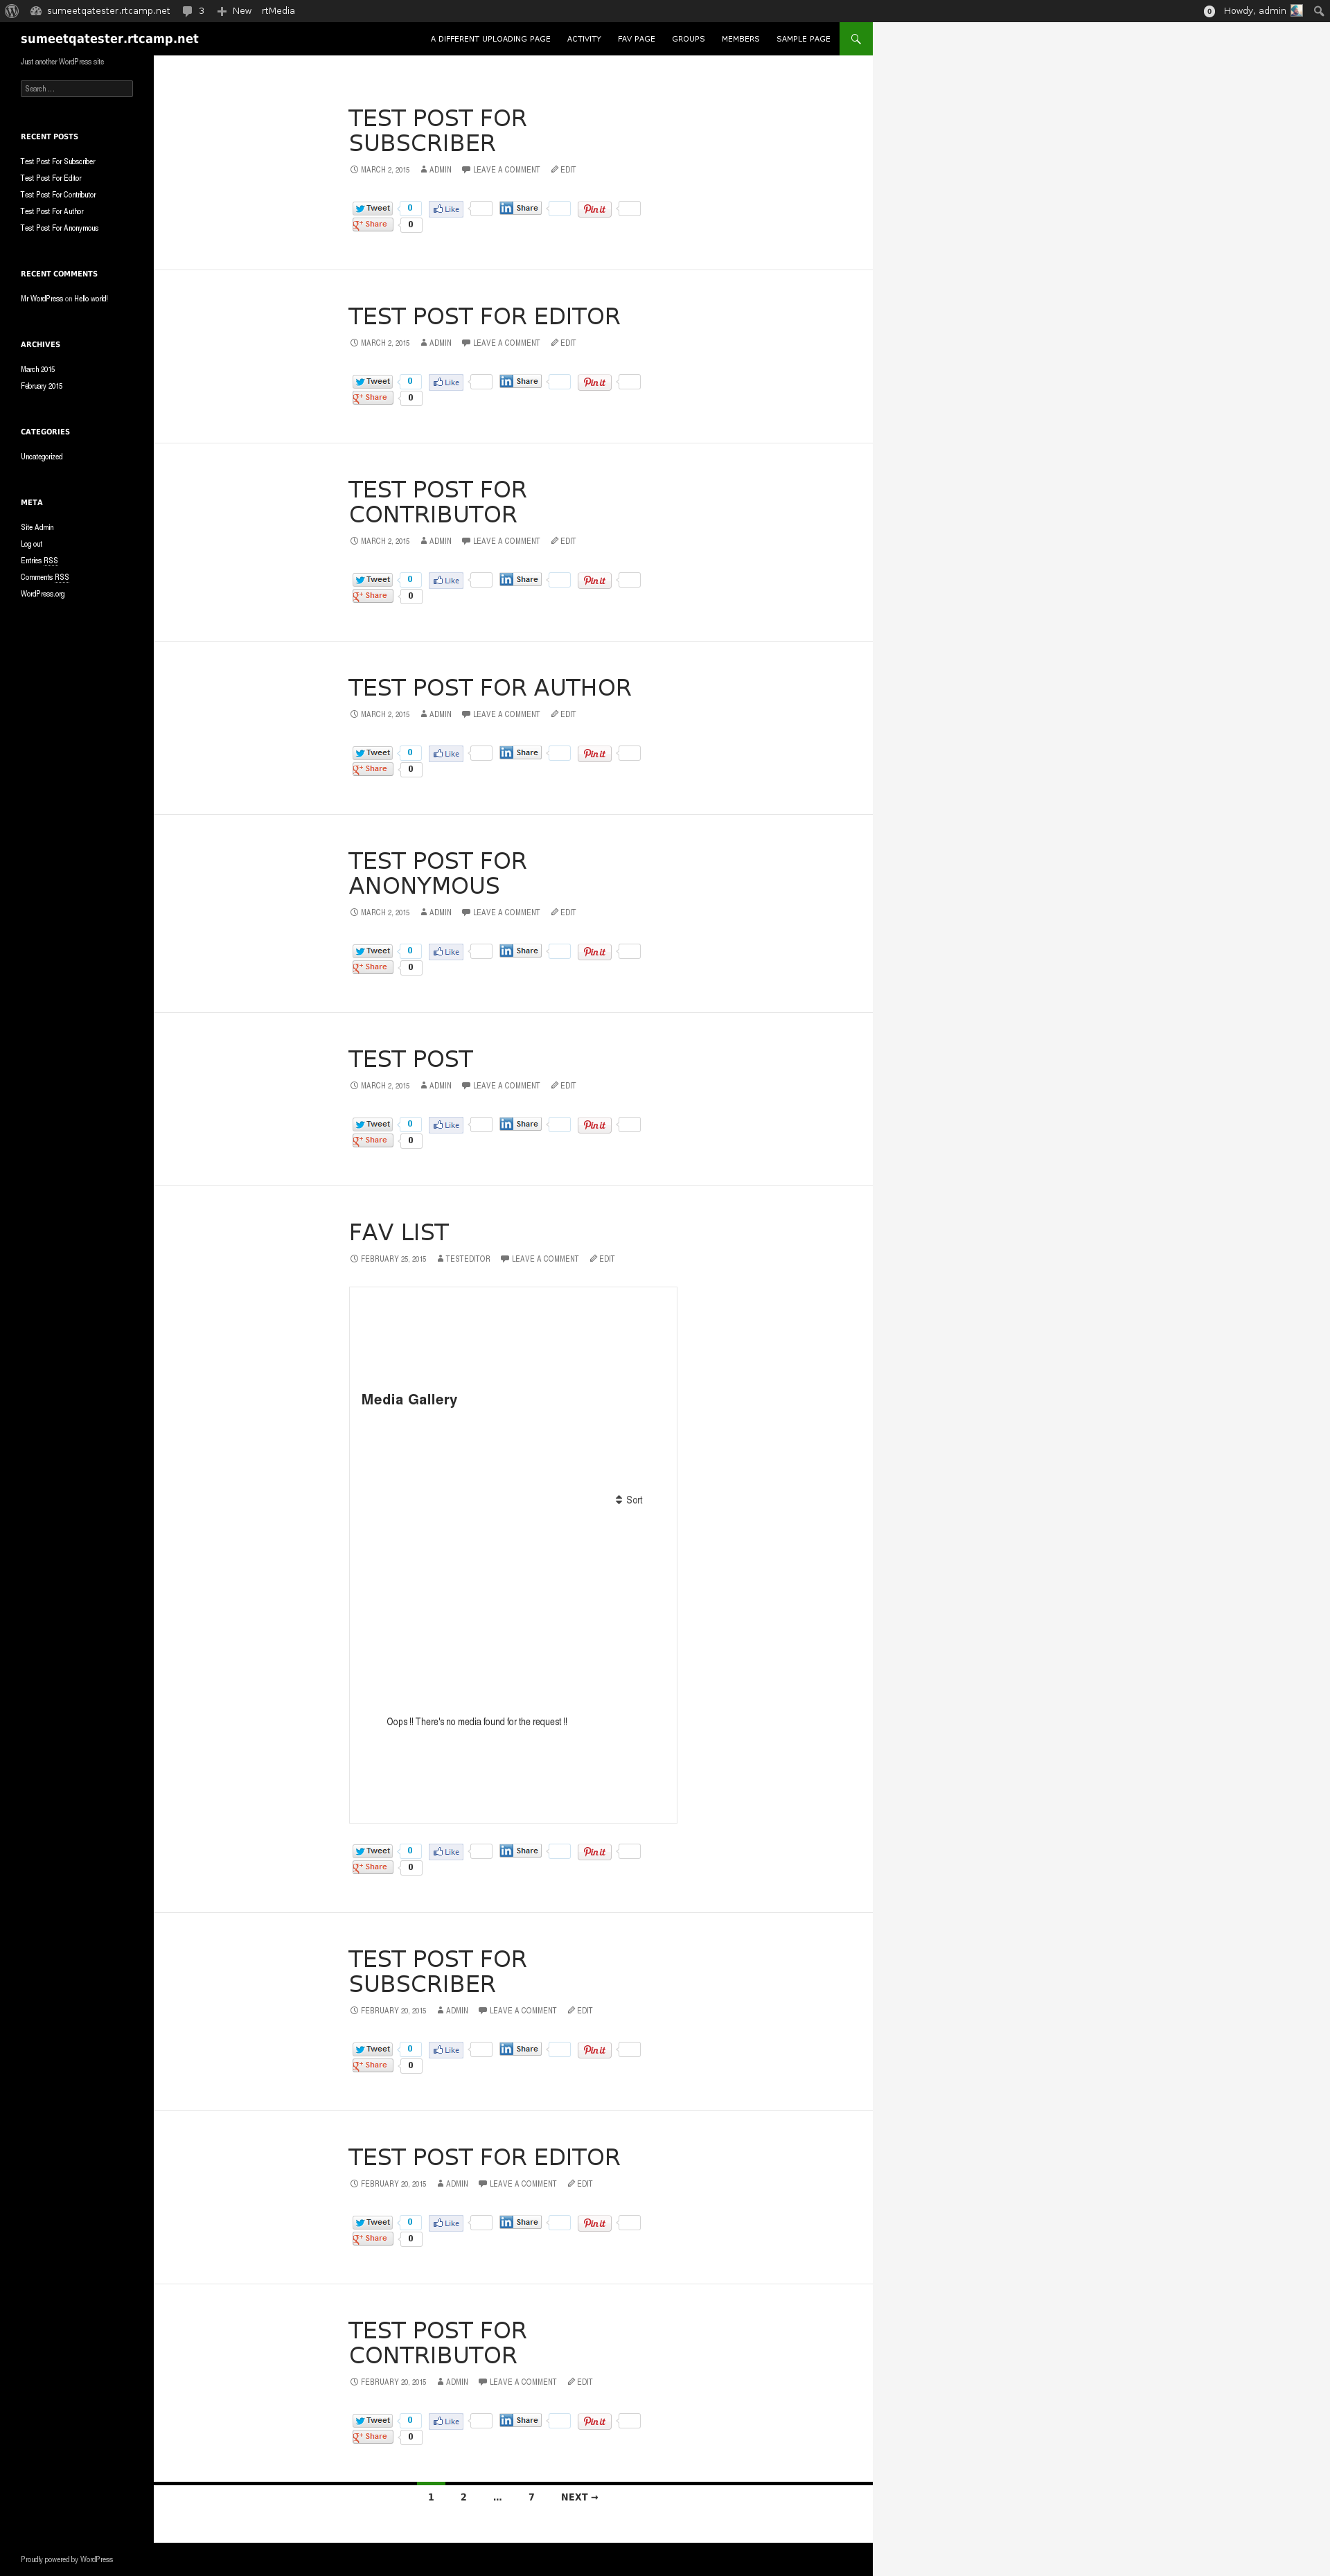 sumeetqatester.rtcamp.net 3 New rtMedia 0 Howdy, admin
sumeetqatester.rtcamp.net
A DIFFERENT UPLOADING PAGE ACTIVITY FAV PAGE GROUPS MEMBERS SAMPLE PAGE
Just another WordPress site
Search …
RECENT POSTS
Test Post For Subscriber
Test Post For Editor
Test Post For Contributor
Test Post For Author
Test Post For Anonymous
RECENT COMMENTS
Mr WordPress on Hello world!
ARCHIVES
March 2015
February 2015
CATEGORIES
Uncategorized
META
Site Admin
Log out
Entries RSS
Comments RSS
WordPress.org
TEST POST FOR
SUBSCRIBER
MARCH 2, 2015 ADMIN LEAVE A COMMENT EDIT
Tweet 0 Like in Share Pin it
g+ Share 0
TEST POST FOR EDITOR
MARCH 2, 2015 ADMIN LEAVE A COMMENT EDIT
Tweet 0 Like in Share Pin it
g+ Share 0
TEST POST FOR
CONTRIBUTOR
MARCH 2, 2015 ADMIN LEAVE A COMMENT EDIT
Tweet 0 Like in Share Pin it
g+ Share 0
TEST POST FOR AUTHOR
MARCH 2, 2015 ADMIN LEAVE A COMMENT EDIT
Tweet 0 Like in Share Pin it
g+ Share 0
TEST POST FOR
ANONYMOUS
MARCH 2, 2015 ADMIN LEAVE A COMMENT EDIT
Tweet 0 Like in Share Pin it
g+ Share 0
TEST POST
MARCH 2, 2015 ADMIN LEAVE A COMMENT EDIT
Tweet 0 Like in Share Pin it
g+ Share 0
FAV LIST
FEBRUARY 25, 2015 TESTEDITOR LEAVE A COMMENT EDIT
Media Gallery
Sort
Oops !! There's no media found for the request !!
Tweet 0 Like in Share Pin it
g+ Share 0
TEST POST FOR
SUBSCRIBER
FEBRUARY 20, 2015 ADMIN LEAVE A COMMENT EDIT
Tweet 0 Like in Share Pin it
g+ Share 0
TEST POST FOR EDITOR
FEBRUARY 20, 2015 ADMIN LEAVE A COMMENT EDIT
Tweet 0 Like in Share Pin it
g+ Share 0
TEST POST FOR
CONTRIBUTOR
FEBRUARY 20, 2015 ADMIN LEAVE A COMMENT EDIT
Tweet 0 Like in Share Pin it
g+ Share 0
1 2 … 7 NEXT →
Proudly powered by WordPress